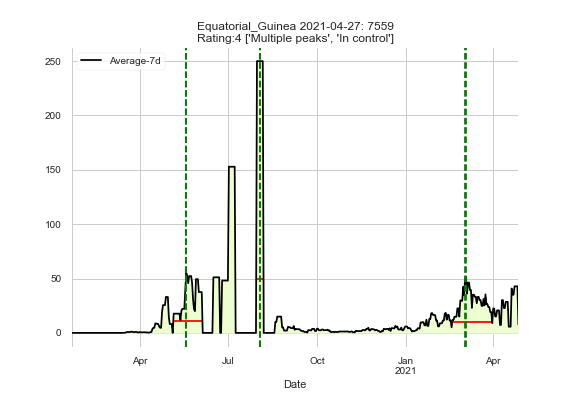 Equatorial_Guinea 2021-04-27: 7559
Rating:4 ['Multiple peaks', 'In control']
Average-7d
250
200
150
100
50
0
Apr
Jul
Oct
Jan
2021
Apr
Date